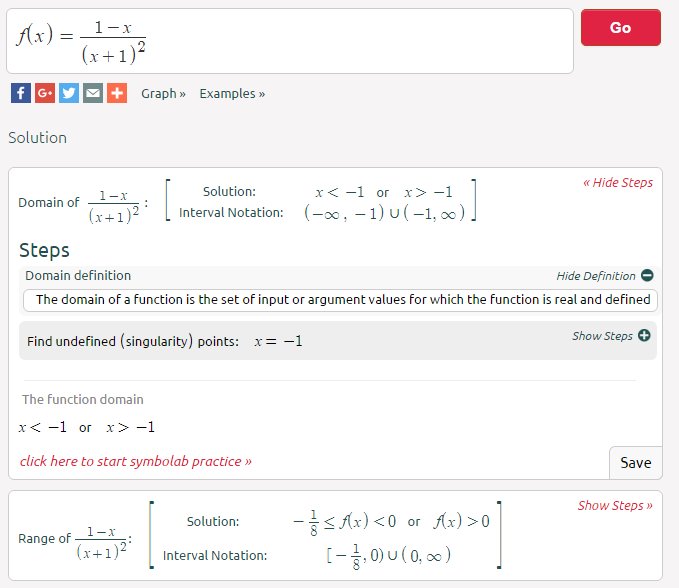 f(x) = (1−x)/(x+1)²
Go
f G+ Graph » Examples »
Solution
« Hide Steps
Domain of (1−x)/(x+1)² : [ Solution: x < −1 or x > −1
Interval Notation: (−∞, −1) ∪ (−1, ∞) ]
Steps
Domain definition Hide Definition
The domain of a function is the set of input or argument values for which the function is real and defined
Find undefined (singularity) points: x = −1 Show Steps
The function domain
x < −1 or x > −1
click here to start symbolab practice »
Save
Show Steps »
Range of (1−x)/(x+1)² : [ Solution: −1/8 ≤ f(x) < 0 or f(x) > 0
Interval Notation: [−1/8, 0) ∪ (0, ∞) ]